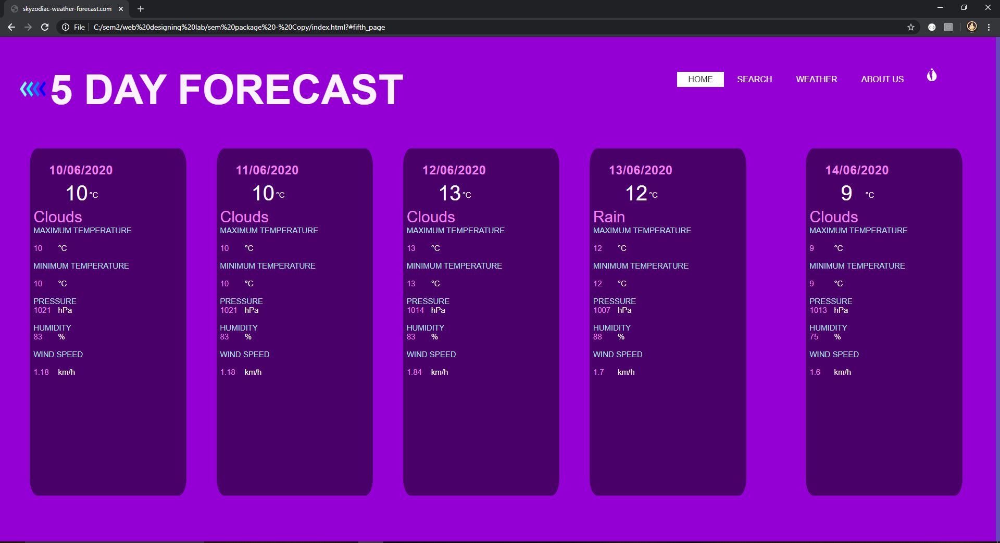 skyzodiac-weather-forecast.com
File C:/sem2/web%20designing%20lab/sem%20package%20-%20Copy/index.html?#fifth_page
5 DAY FORECAST
HOME SEARCH WEATHER ABOUT US
10/06/2020
10 °C
Clouds
MAXIMUM TEMPERATURE
10 °C
MINIMUM TEMPERATURE
10 °C
PRESSURE
1021 hPa
HUMIDITY
83 %
WIND SPEED
1.18 km/h
11/06/2020
10 °C
Clouds
MAXIMUM TEMPERATURE
10 °C
MINIMUM TEMPERATURE
10 °C
PRESSURE
1021 hPa
HUMIDITY
83 %
WIND SPEED
1.18 km/h
12/06/2020
13 °C
Clouds
MAXIMUM TEMPERATURE
13 °C
MINIMUM TEMPERATURE
13 °C
PRESSURE
1014 hPa
HUMIDITY
83 %
WIND SPEED
1.84 km/h
13/06/2020
12 °C
Rain
MAXIMUM TEMPERATURE
12 °C
MINIMUM TEMPERATURE
12 °C
PRESSURE
1007 hPa
HUMIDITY
88 %
WIND SPEED
1.7 km/h
14/06/2020
9 °C
Clouds
MAXIMUM TEMPERATURE
9 °C
MINIMUM TEMPERATURE
9 °C
PRESSURE
1013 hPa
HUMIDITY
75 %
WIND SPEED
1.6 km/h